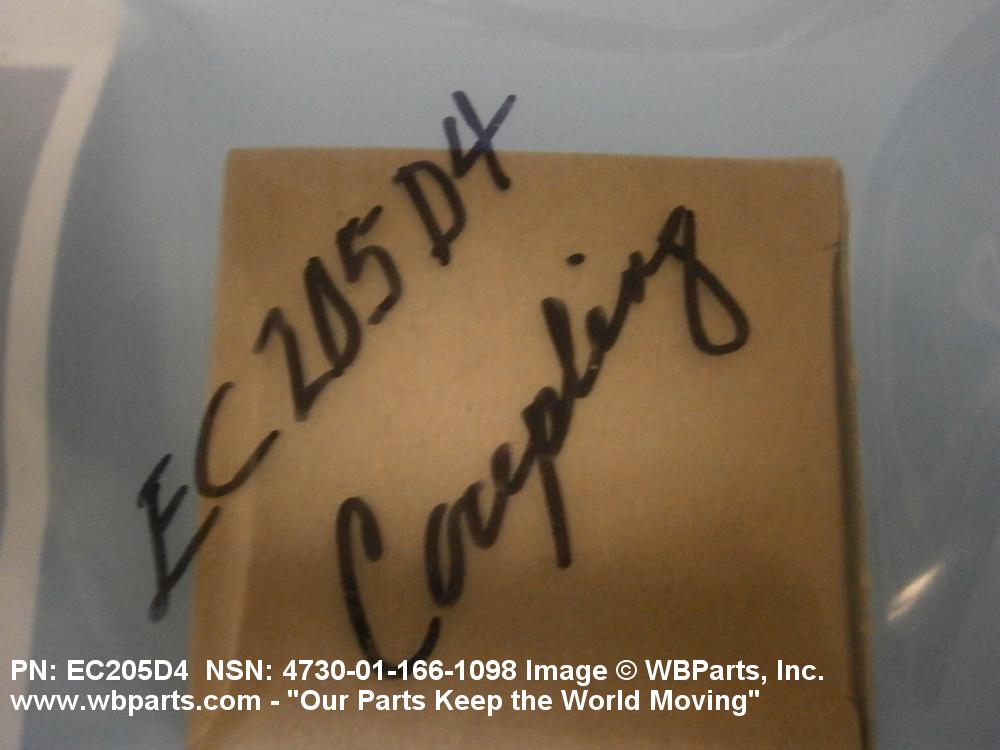 EC205D4
Coupling
PN: EC205D4 NSN: 4730-01-166-1098 Image © WBParts, Inc.
www.wbparts.com - "Our Parts Keep the World Moving"